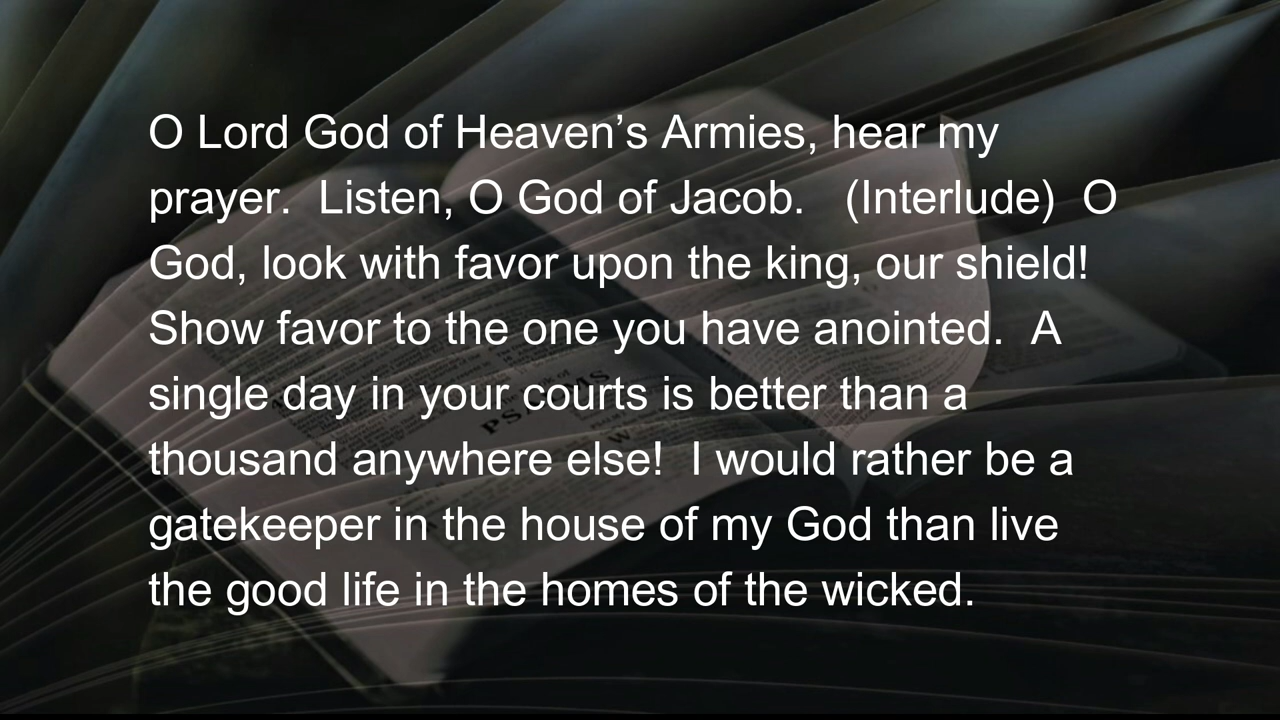 O Lord God of Heaven’s Armies, hear my
prayer.  Listen, O God of Jacob.   (Interlude)  O
God, look with favor upon the king, our shield!
Show favor to the one you have anointed.  A
single day in your courts is better than a
thousand anywhere else!  I would rather be a
gatekeeper in the house of my God than live
the good life in the homes of the wicked.